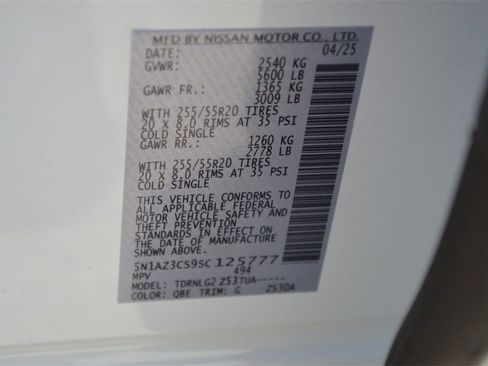 MFD BY NISSAN MOTOR CO., LTD.
DATE: 04/25
GVWR: 2540 KG
5600 LB
GAWR FR.: 1365 KG
3009 LB
WITH 255/55R20 TIRES
20 X 8.0 RIMS AT 35 PSI
COLD SINGLE
GAWR RR.: 1260 KG
2778 LB
WITH 255/55R20 TIRES
20 X 8.0 RIMS AT 35 PSI
COLD SINGLE
THIS VEHICLE CONFORMS TO
ALL APPLICABLE FEDERAL
MOTOR VEHICLE SAFETY AND
THEFT PREVENTION
STANDARDS IN EFFECT ON
THE DATE OF MANUFACTURE
SHOWN ABOVE.
5N1AZ3CS9SC125777
MPV 494
MODEL: TDRNLG2 Z53TUA-----
COLOR: QBE TRIM: G Z530A